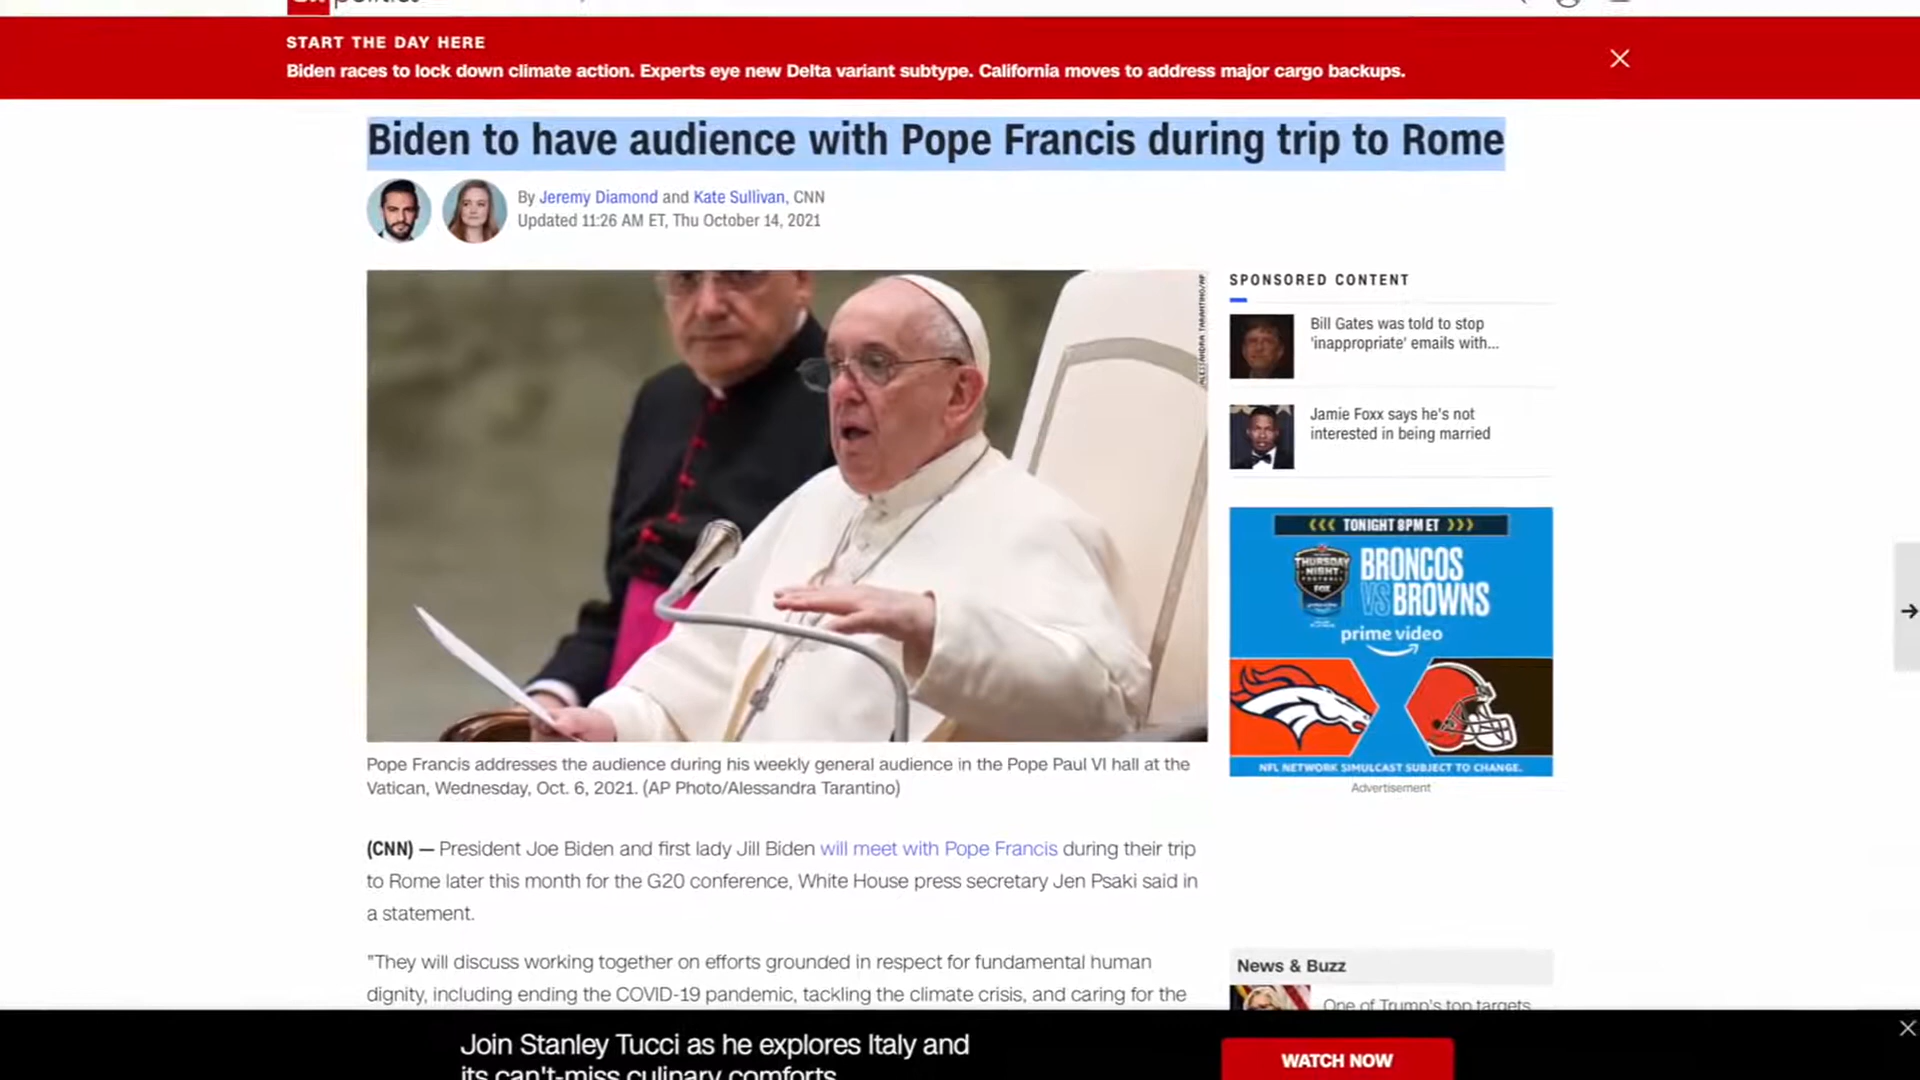 politics
START THE DAY HERE
Biden races to lock down climate action. Experts eye new Delta variant subtype. California moves to address major cargo backups.
Biden to have audience with Pope Francis during trip to Rome
By Jeremy Diamond and Kate Sullivan, CNN
Updated 11:26 AM ET, Thu October 14, 2021
ALESSANDRA TARANTINO/AP
SPONSORED CONTENT
Bill Gates was told to stop
'inappropriate' emails with...
Jamie Foxx says he's not
interested in being married
TONIGHT 8PM ET
THURSDAY
NIGHT
FOOTBALL
FOX
BRONCOS
VS BROWNS
prime video
NFL NETWORK SIMULCAST SUBJECT TO CHANGE.
Advertisement
Pope Francis addresses the audience during his weekly general audience in the Pope Paul VI hall at the
Vatican, Wednesday, Oct. 6, 2021. (AP Photo/Alessandra Tarantino)
(CNN) — President Joe Biden and first lady Jill Biden will meet with Pope Francis during their trip
to Rome later this month for the G20 conference, White House press secretary Jen Psaki said in
a statement.
"They will discuss working together on efforts grounded in respect for fundamental human
dignity, including ending the COVID-19 pandemic, tackling the climate crisis, and caring for the
News & Buzz
One of Trump's top targets
Join Stanley Tucci as he explores Italy and
its can't-miss culinary comforts
WATCH NOW